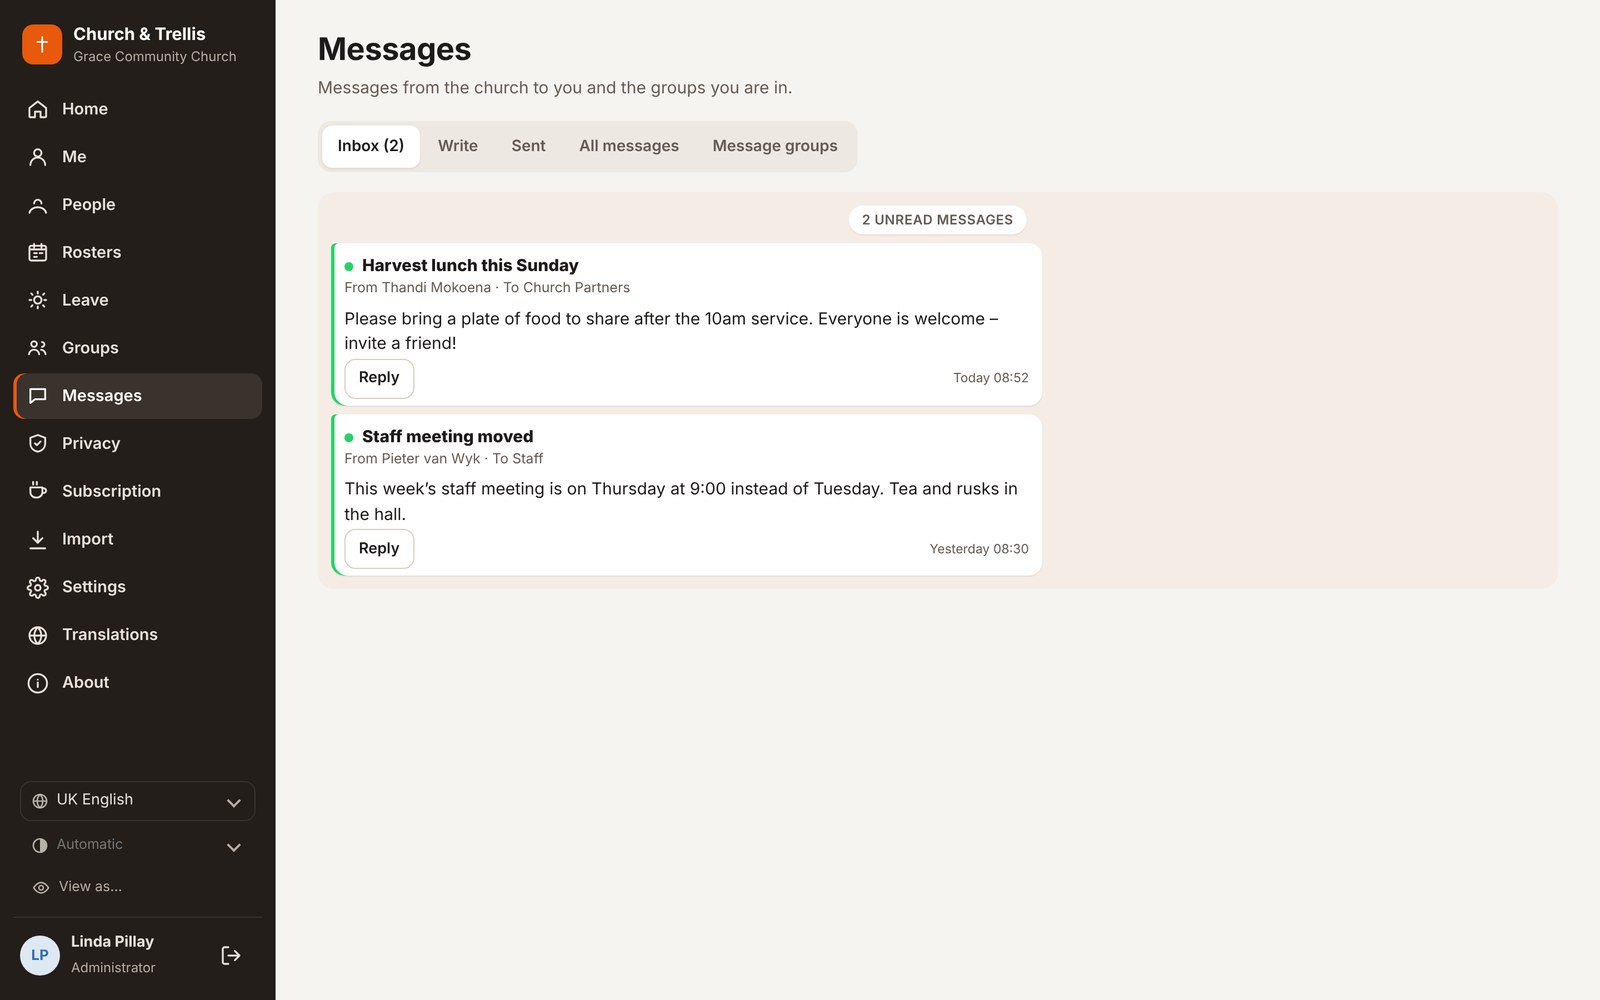 Church & Trellis
Grace Community Church
Home
Me
People
Rosters
Leave
Groups
Messages
Privacy
Subscription
Import
Settings
Translations
About
UK English
Automatic
View as...
LP
Linda Pillay
Administrator
Messages
Messages from the church to you and the groups you are in.
Inbox (2) Write Sent All messages Message groups
2 UNREAD MESSAGES
Harvest lunch this Sunday
From Thandi Mokoena · To Church Partners
Please bring a plate of food to share after the 10am service. Everyone is welcome –
invite a friend!
Reply
Today 08:52
Staff meeting moved
From Pieter van Wyk · To Staff
This week’s staff meeting is on Thursday at 9:00 instead of Tuesday. Tea and rusks in
the hall.
Reply
Yesterday 08:30